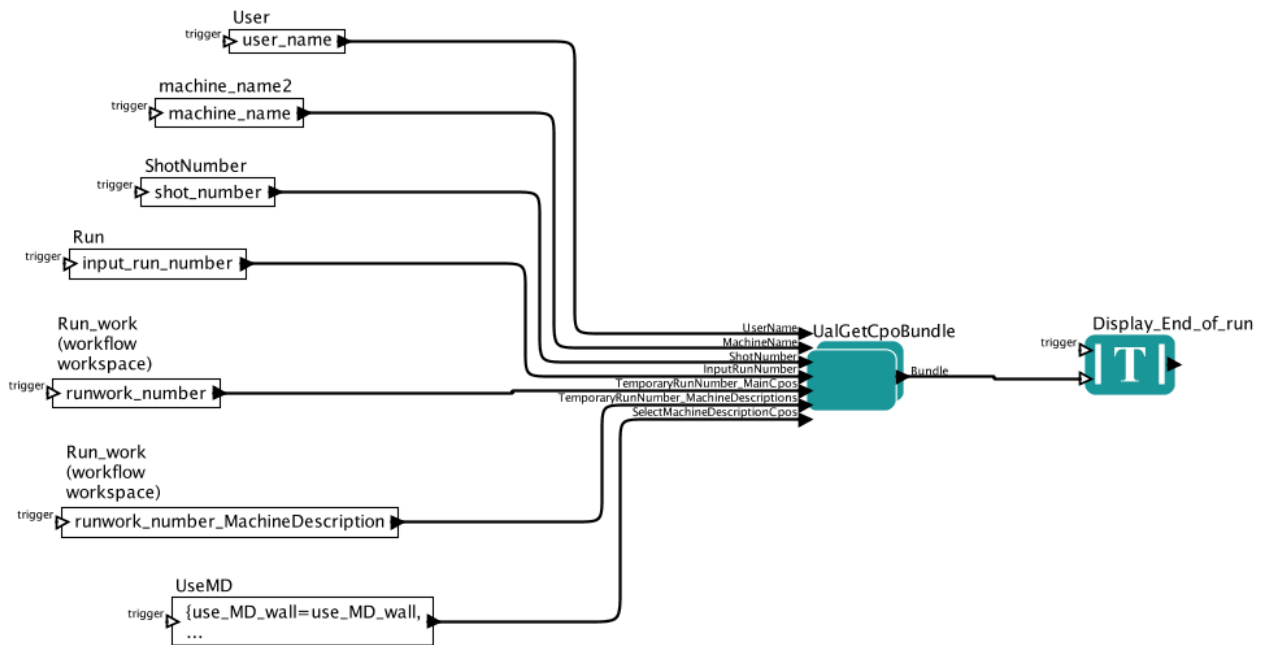 User
trigger
user_name
machine_name2
trigger
machine_name
ShotNumber
trigger
shot_number
Run
trigger
input_run_number
Run_work
(workflow
workspace)
trigger
runwork_number
Run_work
(workflow
workspace)
trigger
runwork_number_MachineDescription
UseMD
trigger
{use_MD_wall=use_MD_wall,
...
UalGetCpoBundle
UserName
MachineName
ShotNumber
InputRunNumber
TemporaryRunNumber_MainCpos
TemporaryRunNumber_MachineDescriptions
SelectMachineDescriptionCpos
Bundle
Display_End_of_run
trigger
T